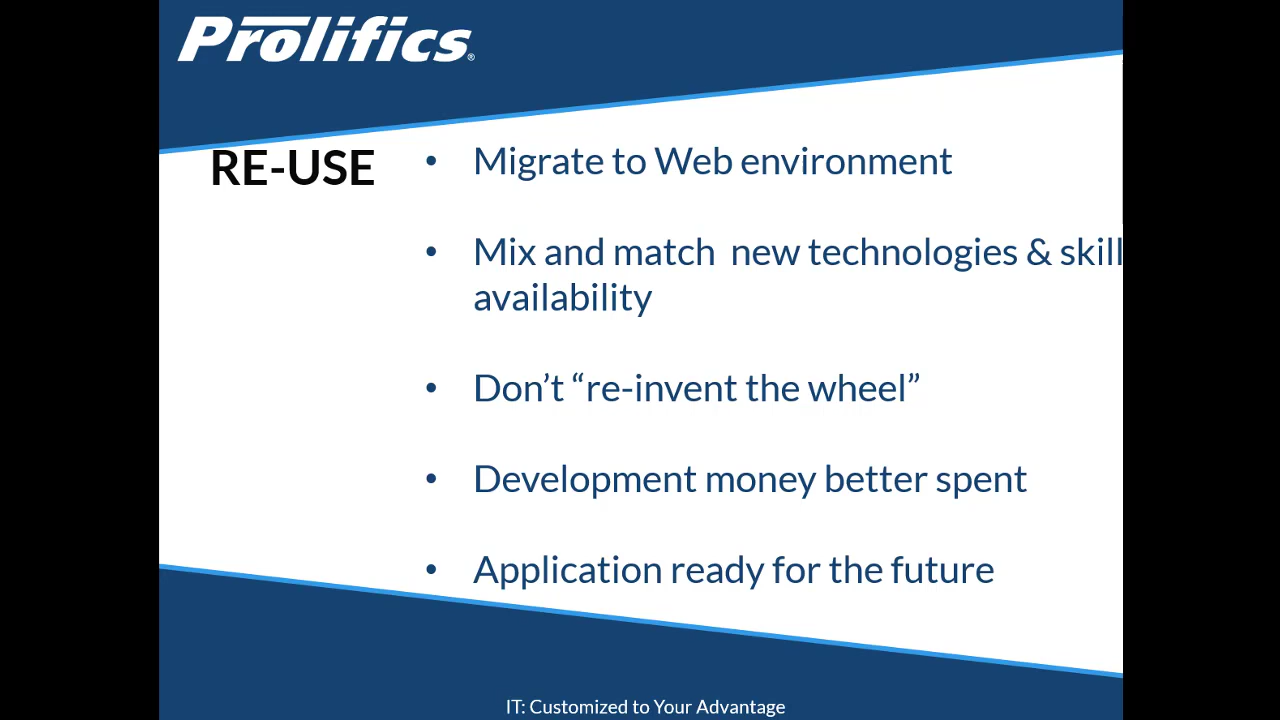 Prolifics®
RE-USE
• Migrate to Web environment
• Mix and match new technologies & skill
availability
• Don’t “re-invent the wheel”
• Development money better spent
• Application ready for the future
IT: Customized to Your Advantage